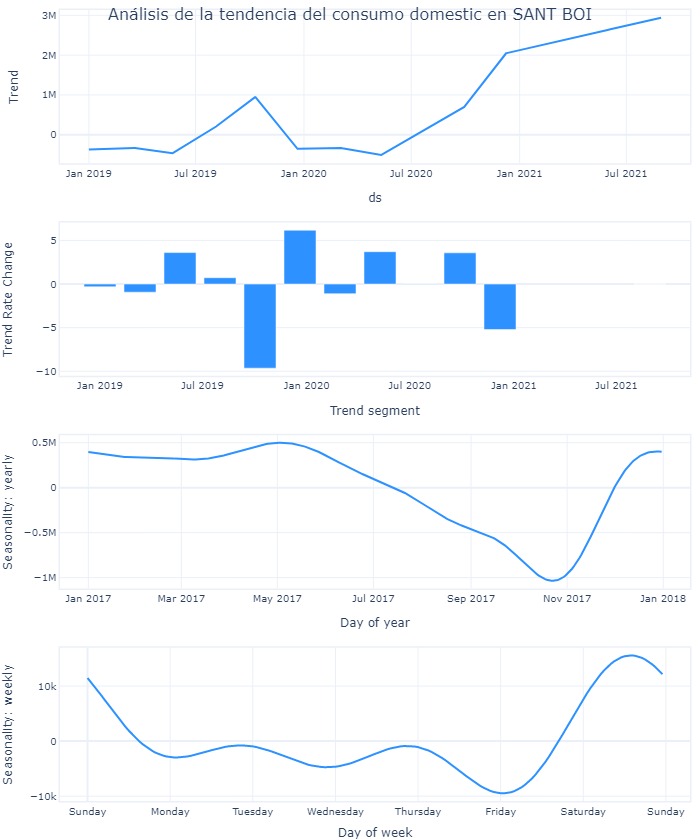 Análisis de la tendencia del consumo domestic en SANT BOI
Trend
3M
2M
1M
0
Jan 2019 Jul 2019 Jan 2020 Jul 2020 Jan 2021 Jul 2021
ds
Trend Rate Change
5
0
−5
−10
Jan 2019 Jul 2019 Jan 2020 Jul 2020 Jan 2021 Jul 2021
Trend segment
Seasonality: yearly
0.5M
0
−0.5M
−1M
Jan 2017 Mar 2017 May 2017 Jul 2017 Sep 2017 Nov 2017 Jan 2018
Day of year
Seasonality: weekly
10k
0
−10k
Sunday Monday Tuesday Wednesday Thursday Friday Saturday Sunday
Day of week